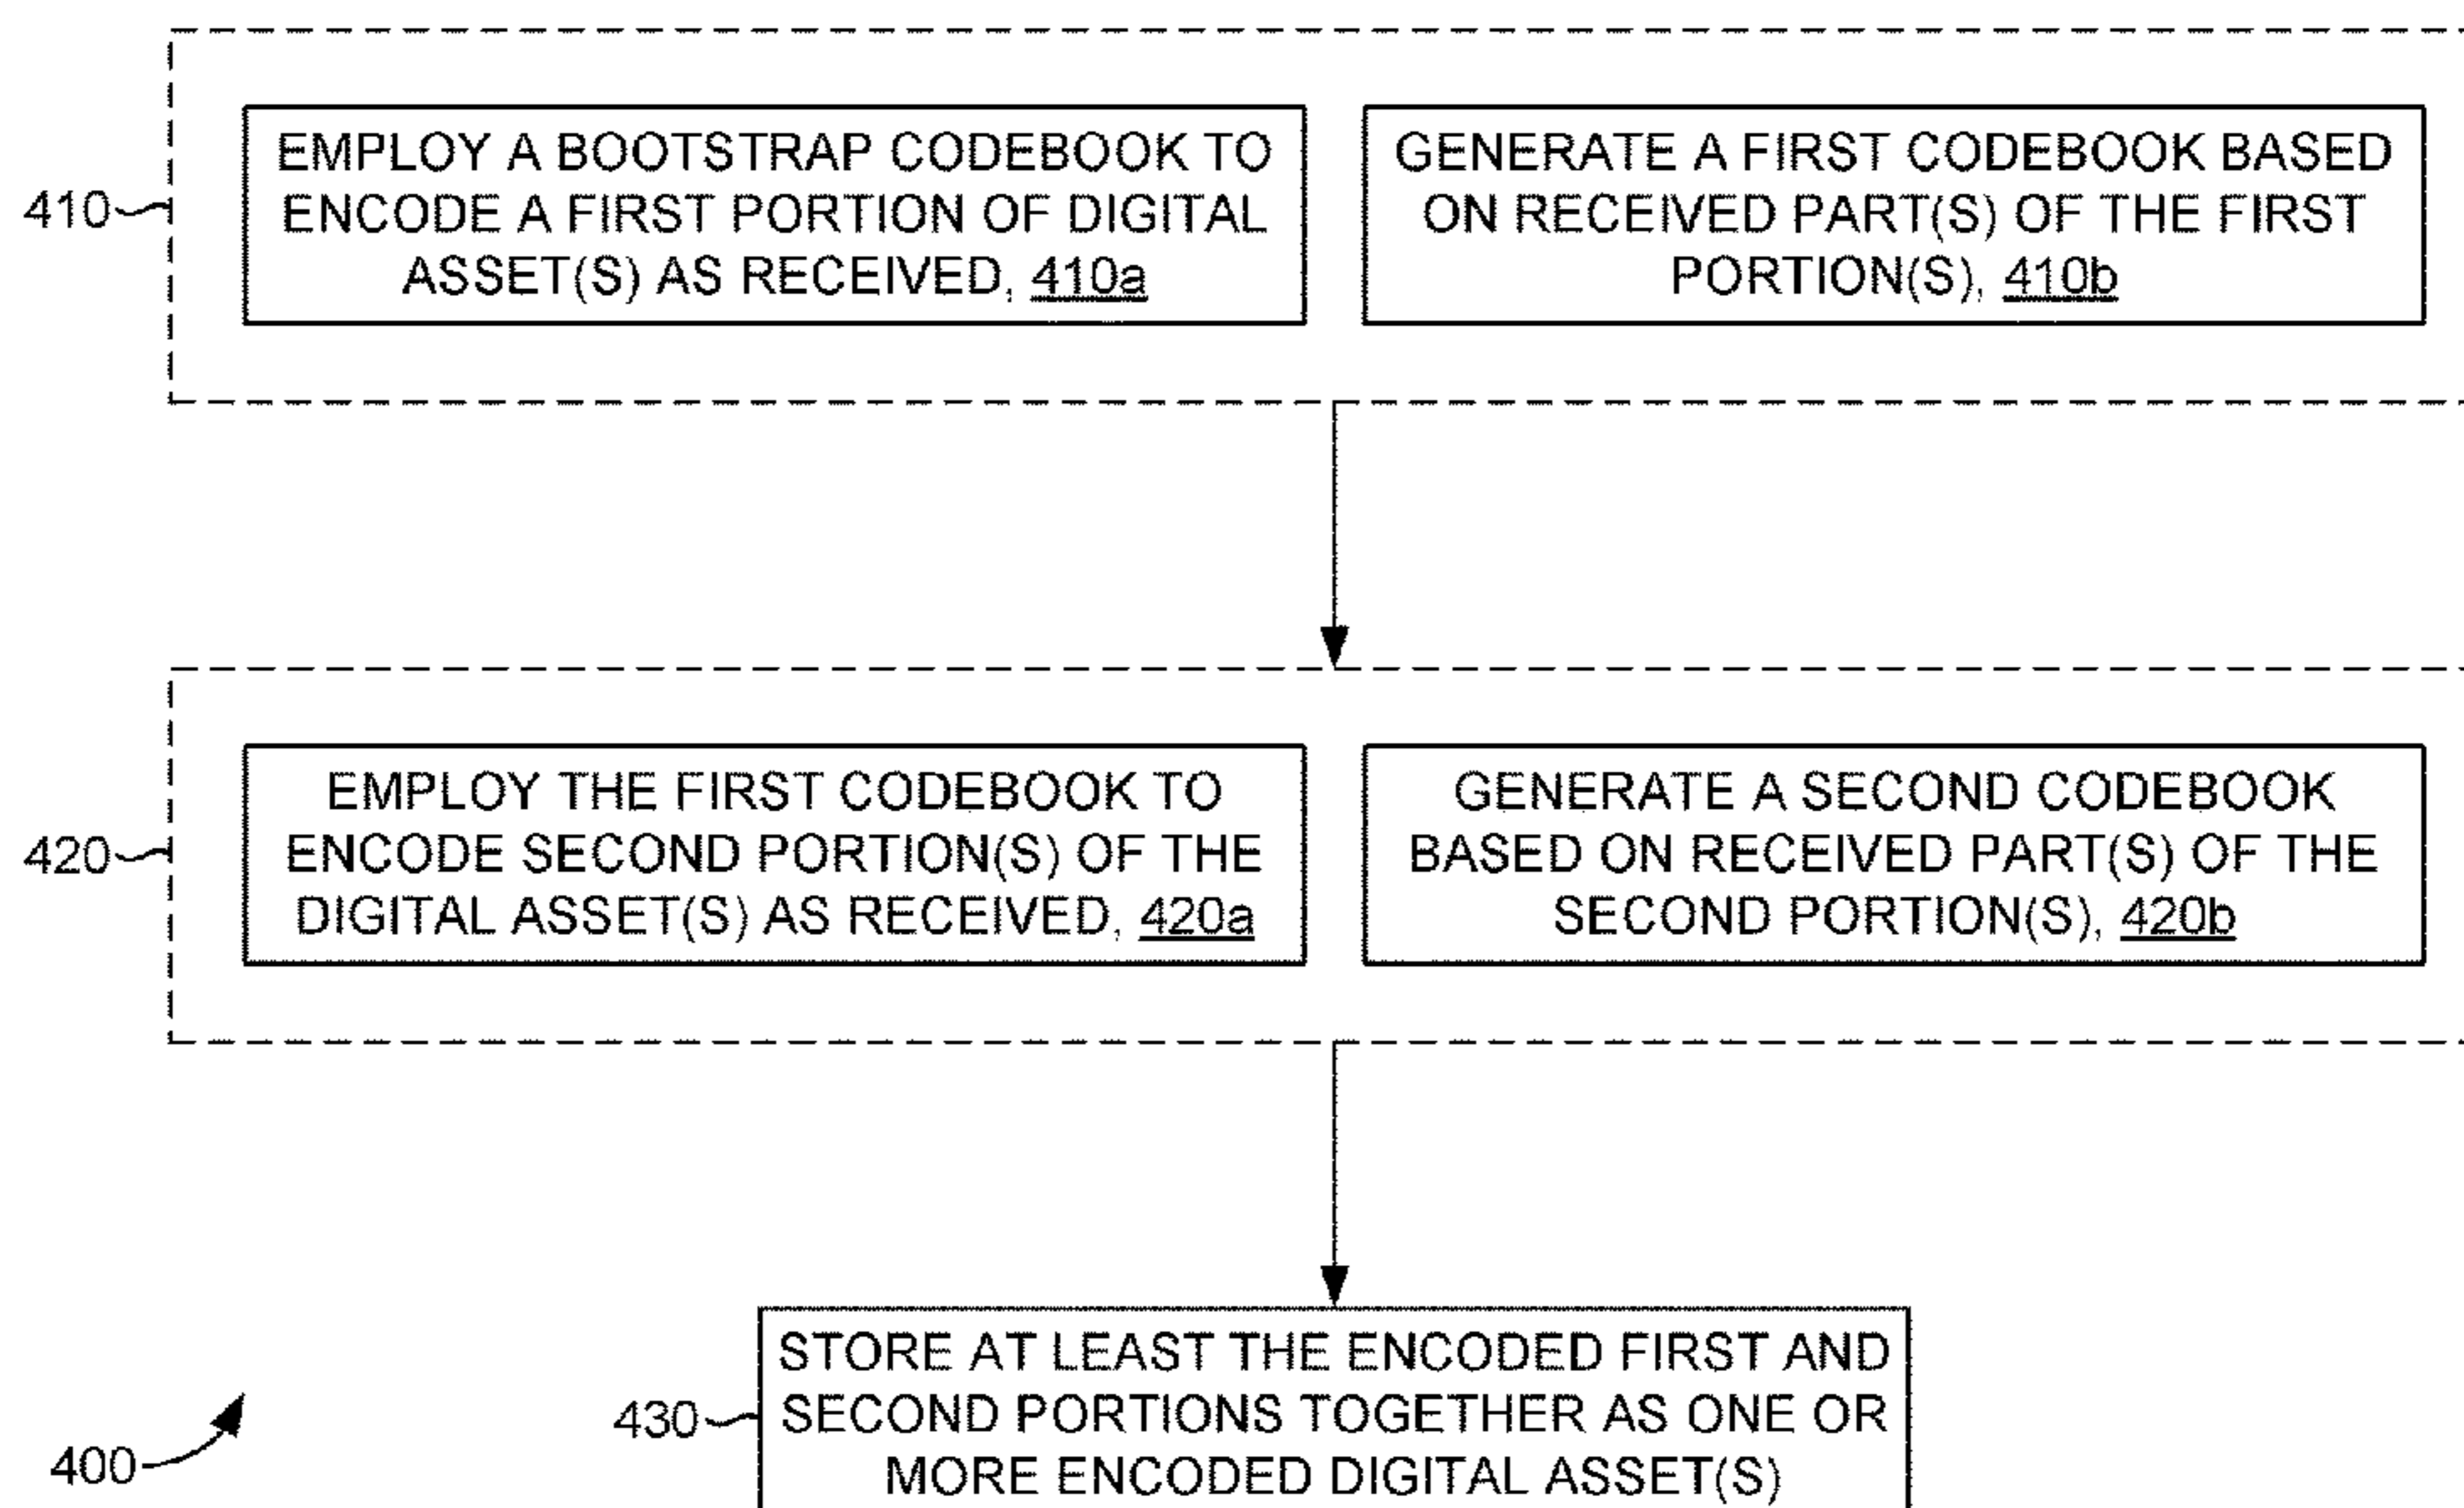 410
EMPLOY A BOOTSTRAP CODEBOOK TO
ENCODE A FIRST PORTION OF DIGITAL
ASSET(S) AS RECEIVED, 410a
GENERATE A FIRST CODEBOOK BASED
ON RECEIVED PART(S) OF THE FIRST
PORTION(S), 410b
420
EMPLOY THE FIRST CODEBOOK TO
ENCODE SECOND PORTION(S) OF THE
DIGITAL ASSET(S) AS RECEIVED, 420a
GENERATE A SECOND CODEBOOK
BASED ON RECEIVED PART(S) OF THE
SECOND PORTION(S), 420b
430
STORE AT LEAST THE ENCODED FIRST AND
SECOND PORTIONS TOGETHER AS ONE OR
MORE ENCODED DIGITAL ASSET(S)
400